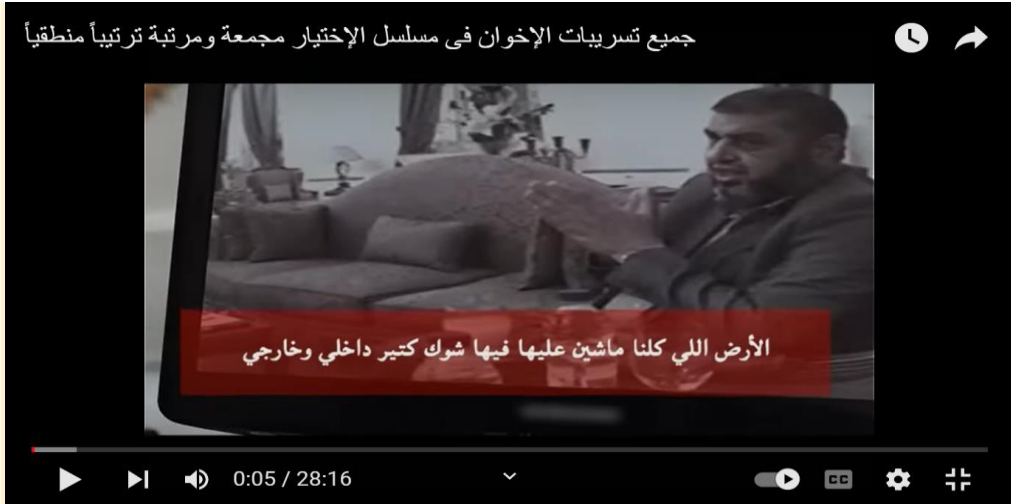 جميع تسريبات الإخوان فى مسلسل الإختيار مجمعة ومرتبة ترتيباً منطقياً
الأرض اللي كلنا ماشين عليها فيها شوك كتير داخلي وخارجي
0:05 / 28:16
CC